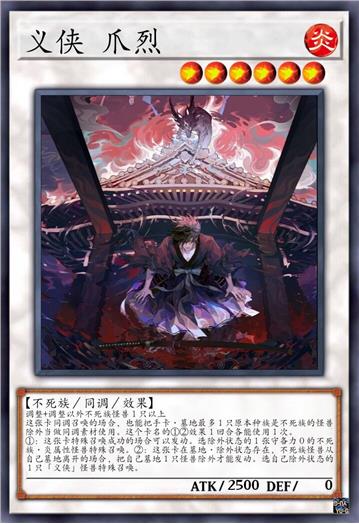 义侠 爪烈
炎
【不死族／同调／效果】
调整+调整以外不死族怪兽1只以上
这张卡同调召唤的场合，也能把手卡·墓地最多1只原本种族是不死族的怪兽
除外当做同调素材使用。这个卡名的①②效果1回合各能使用1次。
①：这张卡特殊召唤成功的场合可以发动。选除外状态的1张守备力0的不死
族·炎属性怪兽特殊召唤。②：这张卡在墓地·除外状态存在，不死族怪兽从
自己墓地离开的场合，把自己墓地1只怪兽除外才能发动。选自己除外状态的
1只「义侠」怪兽特殊召唤。
ATK/2500 DEF/ 0